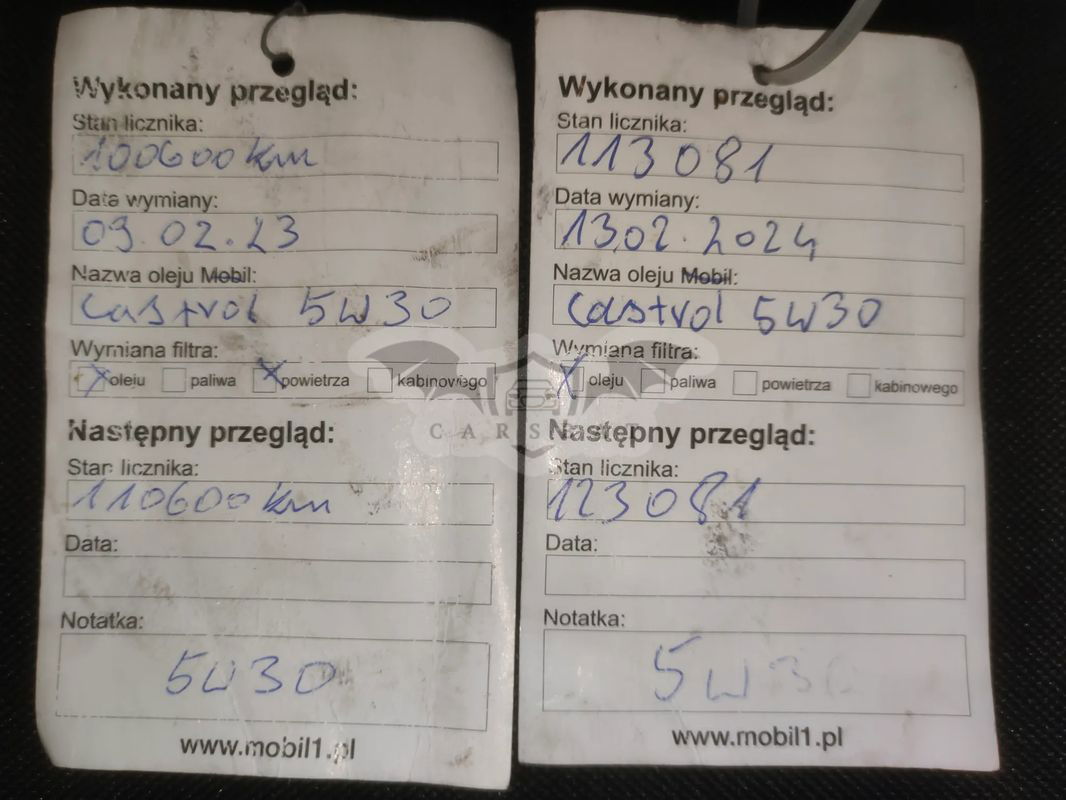 Wykonany przegląd:
Stan licznika:
100600 km
Data wymiany:
09.02.23
Nazwa oleju Mobil:
Castrol 5W30
Wymiana filtra:
X oleju paliwa X powietrza kabinowego
Następny przegląd:
Stan licznika:
110600 km
Data:
Notatka:
5W30
www.mobil1.pl
Wykonany przegląd:
Stan licznika:
113081
Data wymiany:
13.02.2024
Nazwa oleju Mobil:
Castrol 5W30
Wymiana filtra:
X oleju paliwa powietrza kabinowego
Następny przegląd:
Stan licznika:
123081
Data:
Notatka:
5W30
www.mobil1.pl